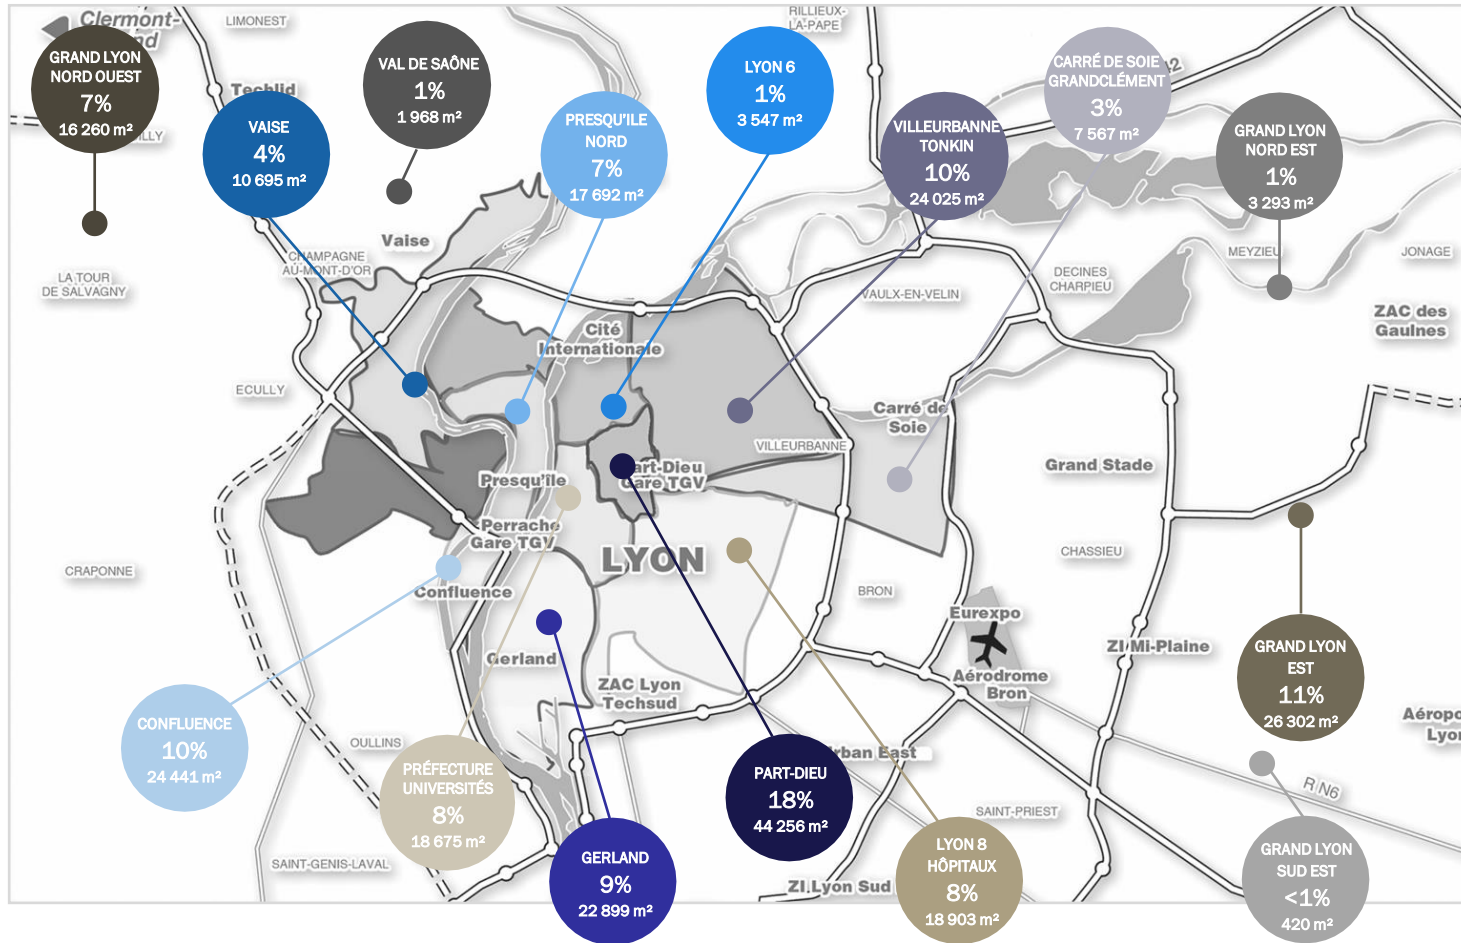 Clermont-
LIMONEST
RILLIEUX-
LA-PAPE
GRAND LYON
NORD OUEST
7%
16 260 m²
Techlid
VAL DE SAÔNE
1%
1 968 m²
LYON 6
1%
3 547 m²
CARRÉ DE SOIE
GRANDCLÉMENT
3%
7 567 m²
VAISE
4%
10 695 m²
PRESQU'ILE
NORD
7%
17 692 m²
VILLEURBANNE
TONKIN
10%
24 025 m²
GRAND LYON
NORD EST
1%
3 293 m²
Vaise
CHAMPAGNE
AU-MONT-D'OR
LA TOUR
DE SALVAGNY
MEYZIEU
JONAGE
DECINES
CHARPIEU
VAULX-EN-VELIN
ZAC des
Gaulnes
Cité
Internationale
ECULLY
Carré de
Soie
VILLEURBANNE
Part-Dieu
Gare TGV
Grand Stade
Presqu'île
Perrache
Gare TGV
LYON
CHASSIEU
CRAPONNE
Confluence
BRON
Eurexpo
Gerland
ZI Mi-Plaine
Aérodrome
Bron
ZAC Lyon
Techsud
GRAND LYON
EST
11%
26 302 m²
CONFLUENCE
10%
24 441 m²
OULLINS
Urban East
PRÉFECTURE
UNIVERSITÉS
8%
18 675 m²
PART-DIEU
18%
44 256 m²
R N6
SAINT-PRIEST
SAINT-GENIS-LAVAL
GERLAND
9%
22 899 m²
LYON 8
HÔPITAUX
8%
18 903 m²
ZI Lyon Sud
GRAND LYON
SUD EST
<1%
420 m²